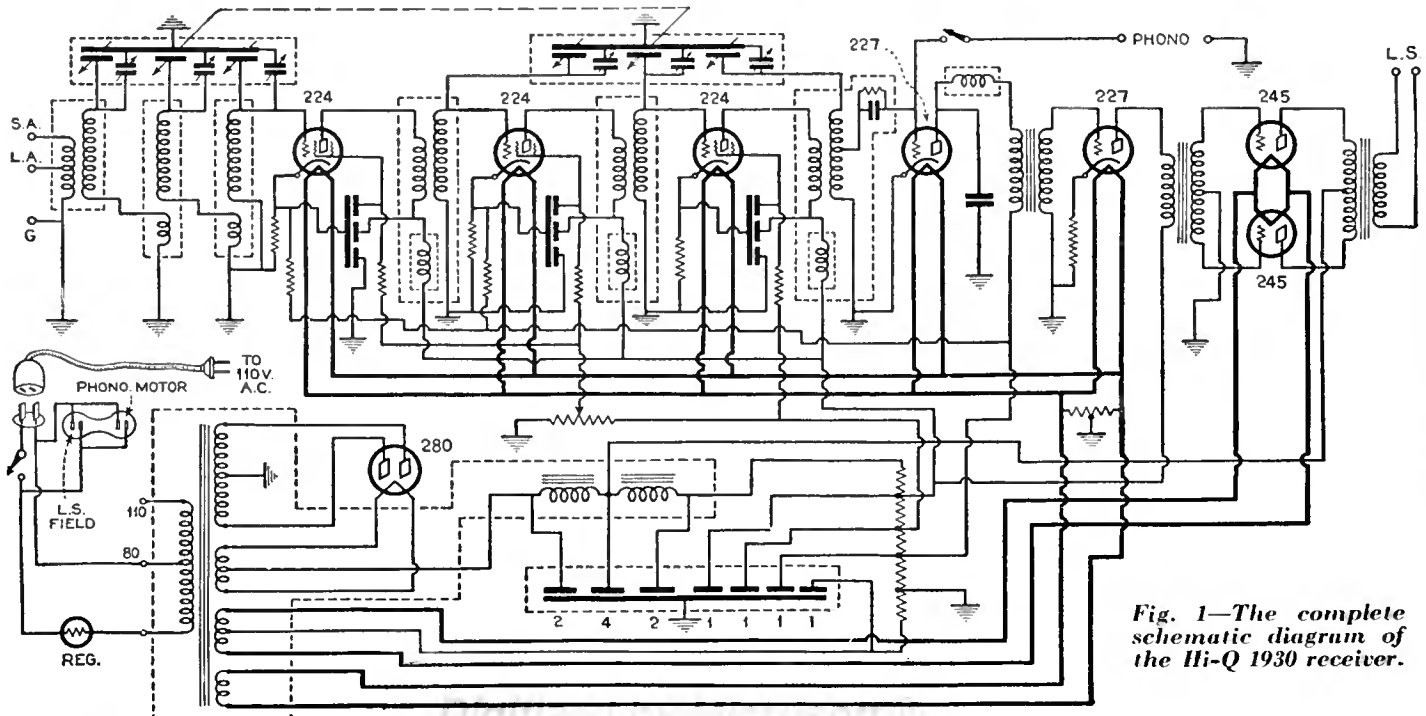 227
PHONO
L.S.
224
224
224
227
245
S.A.
L.A.
G
245
TO
110 V.
A.C.
PHONO. MOTOR
L.S.
FIELD
280
110
80
REG.
2 4 2 1 1 1 1
Fig. 1—The complete
schematic diagram of
the Hi-Q 1930 receiver.